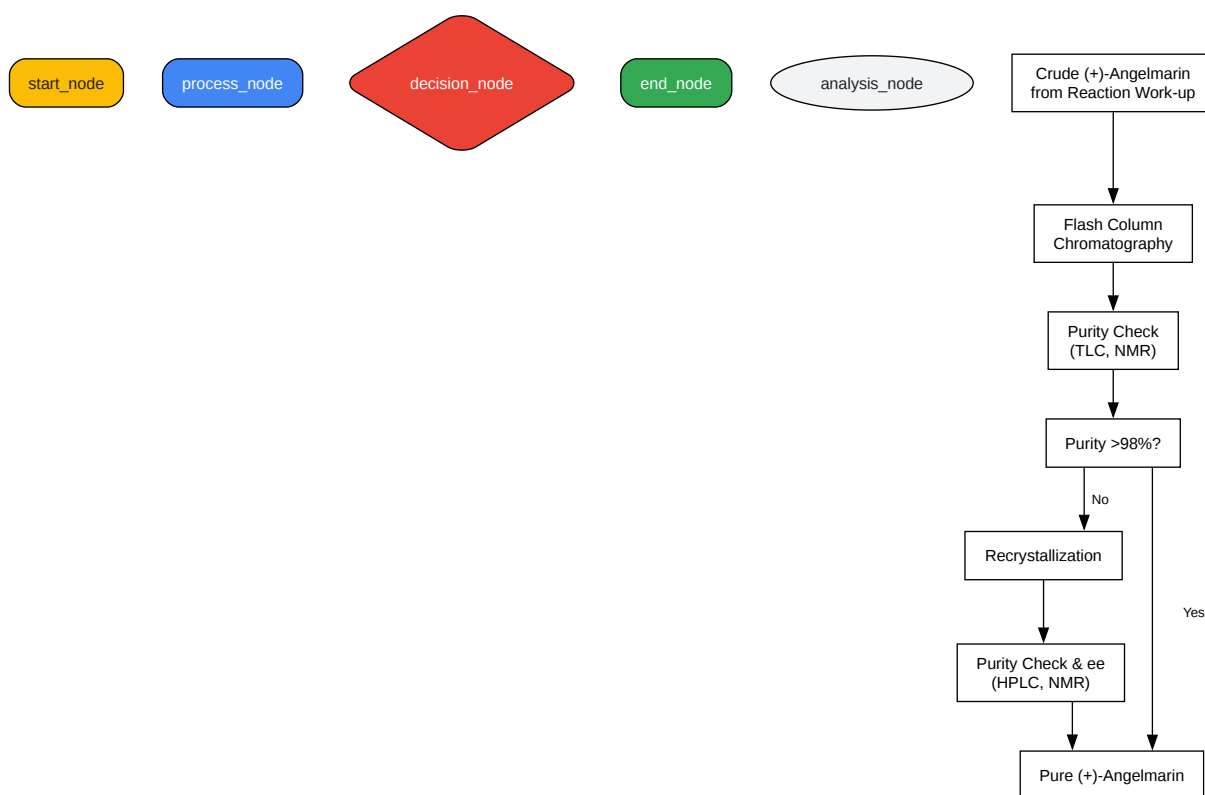 start_node
process_node
decision_node
end_node
analysis_node
Crude (+)-Angelmarin
from Reaction Work-up
Flash Column
Chromatography
Purity Check
(TLC, NMR)
Purity >98%?
No
Recrystallization
Yes
Purity Check & ee
(HPLC, NMR)
Pure (+)-Angelmarin